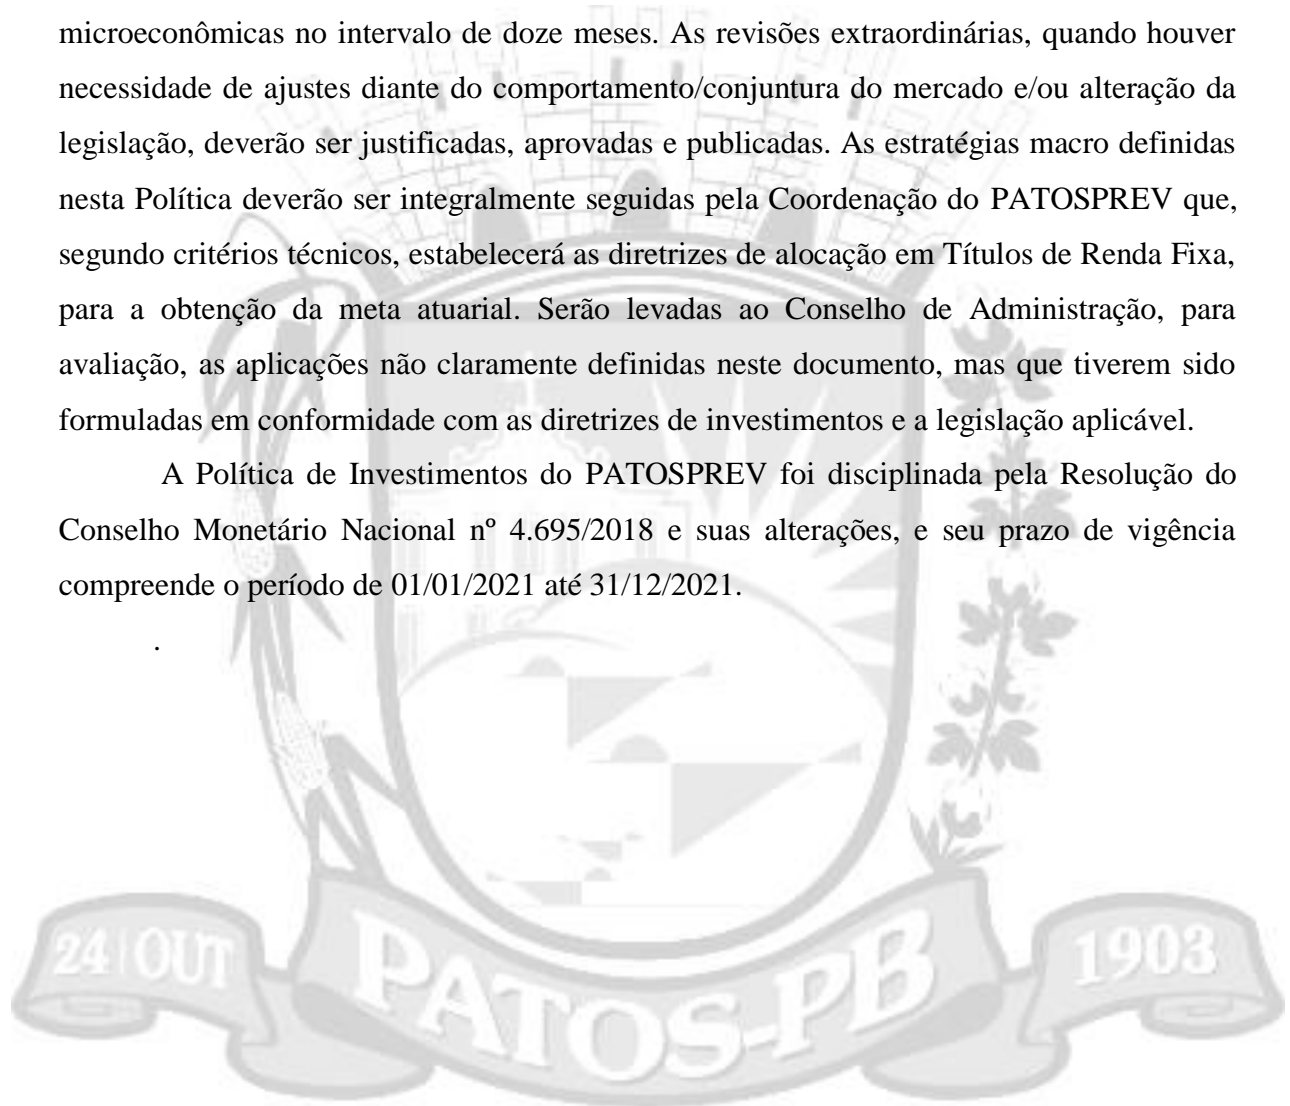 microeconômicas no intervalo de doze meses. As revisões extraordinárias, quando houver
necessidade de ajustes diante do comportamento/conjuntura do mercado e/ou alteração da
legislação, deverão ser justificadas, aprovadas e publicadas. As estratégias macro definidas
nesta Política deverão ser integralmente seguidas pela Coordenação do PATOSPREV que,
segundo critérios técnicos, estabelecerá as diretrizes de alocação em Títulos de Renda Fixa,
para a obtenção da meta atuarial. Serão levadas ao Conselho de Administração, para
avaliação, as aplicações não claramente definidas neste documento, mas que tiverem sido
formuladas em conformidade com as diretrizes de investimentos e a legislação aplicável.
A Política de Investimentos do PATOSPREV foi disciplinada pela Resolução do
Conselho Monetário Nacional nº 4.695/2018 e suas alterações, e seu prazo de vigência
compreende o período de 01/01/2021 até 31/12/2021.
.
24 | OUT
PATOS-PB
1903